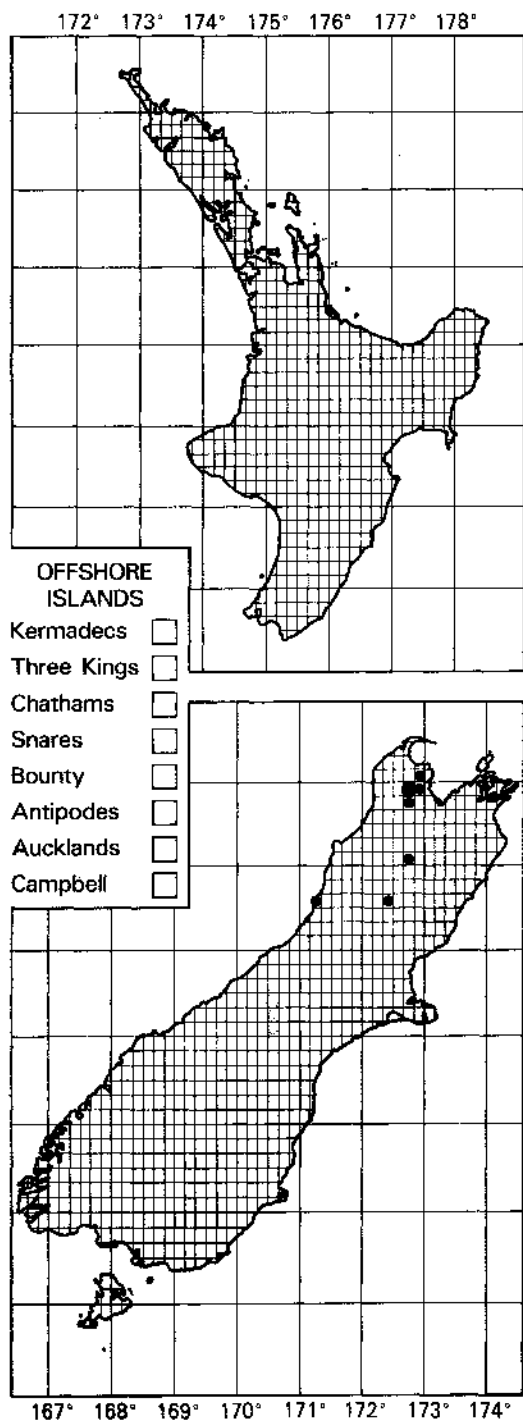 172° 173° 174° 175° 176° 177° 178°
OFFSHORE
ISLANDS
Kermadecs
Three Kings
Chathams
Snares
Bounty
Antipodes
Aucklands
Campbell
167° 168° 169° 170° 171° 172° 173° 174°